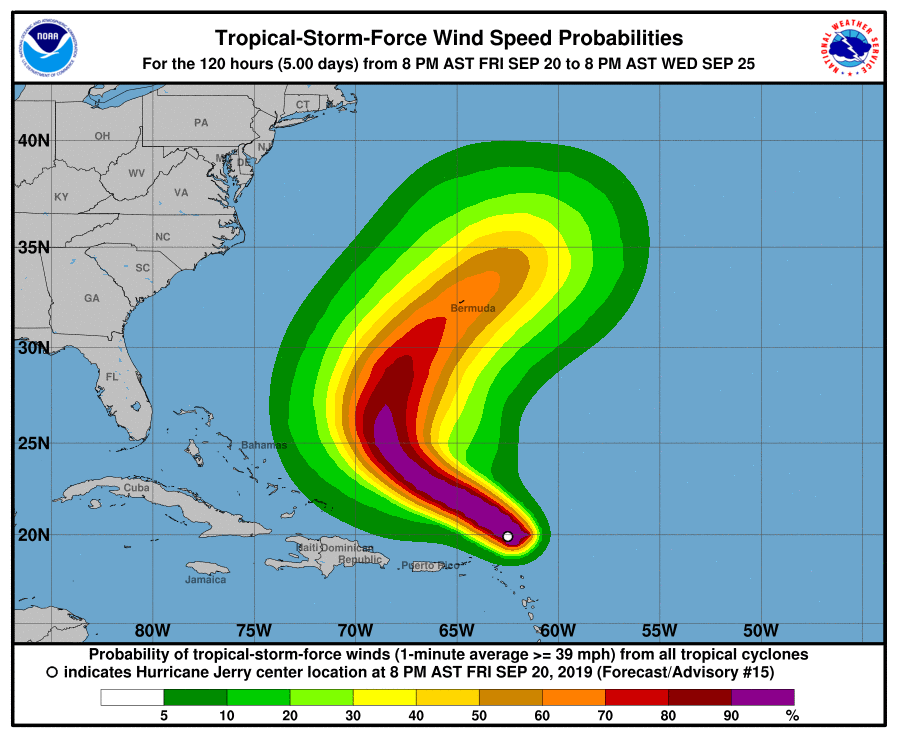 Tropical-Storm-Force Wind Speed Probabilities
For the 120 hours (5.00 days) from 8 PM AST FRI SEP 20 to 8 PM AST WED SEP 25
NOAA
NATIONAL WEATHER SERVICE
CT
PA
OH
40N
NJ
DE
WV
VA
KY
NC
35N
SC
GA
Bermuda
30N
FL
25N
Bahamas
Cuba
20N
Haiti
Dominican
Republic
Puerto Rico
Jamaica
80W 75W 70W 65W 60W 55W 50W
Probability of tropical-storm-force winds (1-minute average >= 39 mph) from all tropical cyclones
indicates Hurricane Jerry center location at 8 PM AST FRI SEP 20, 2019 (Forecast/Advisory #15)
5 10 20 30 40 50 60 70 80 90 %